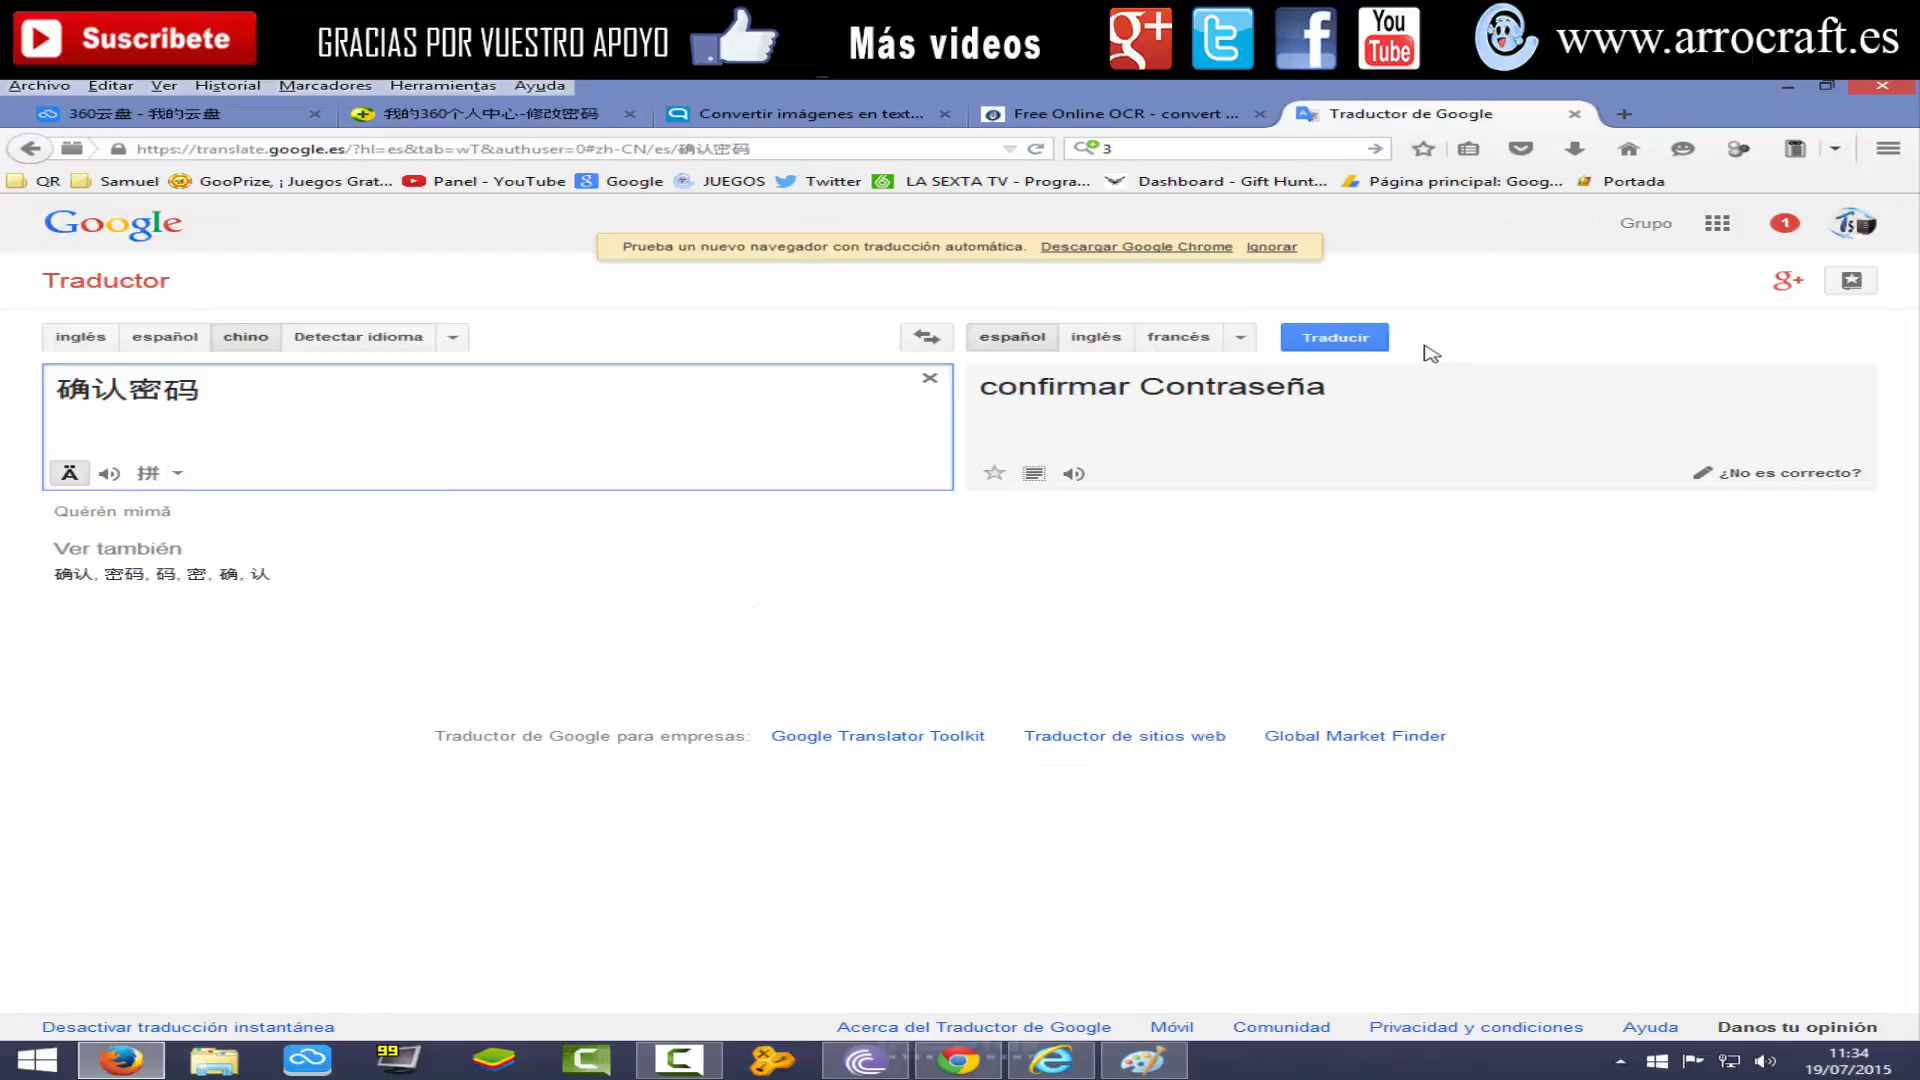 Suscribete GRACIAS POR VUESTRO APOYO Más videos g+ You Tube www.arrocraft.es
Archivo Editar Ver Historial Marcadores Herramientas Ayuda
360云盘 - 我的云盘 我的360个人中心-修改密码 Convertir imágenes en text... Free Online OCR - convert ... Traductor de Google
https://translate.google.es/?hl=es&tab=wT&authuser=0#zh-CN/es/确认密码 3
QR Samuel GooPrize, ¡ Juegos Grat... Panel - YouTube Google JUEGOS Twitter LA SEXTA TV - Progra... Dashboard - Gift Hunt... Página principal: Goog... Portada
Google Grupo 1
Prueba un nuevo navegador con traducción automática. Descargar Google Chrome Ignorar
Traductor g+
inglés español chino Detectar idioma español inglés francés Traducir
确认密码 confirmar Contraseña
Ä 拼 ¿No es correcto?
Quèrèn mìmǎ
Ver también
确认, 密码, 码, 密, 确, 认
Traductor de Google para empresas: Google Translator Toolkit Traductor de sitios web Global Market Finder
Desactivar traducción instantánea Acerca del Traductor de Google Móvil Comunidad Privacidad y condiciones Ayuda Danos tu opinión
99 11:34
19/07/2015